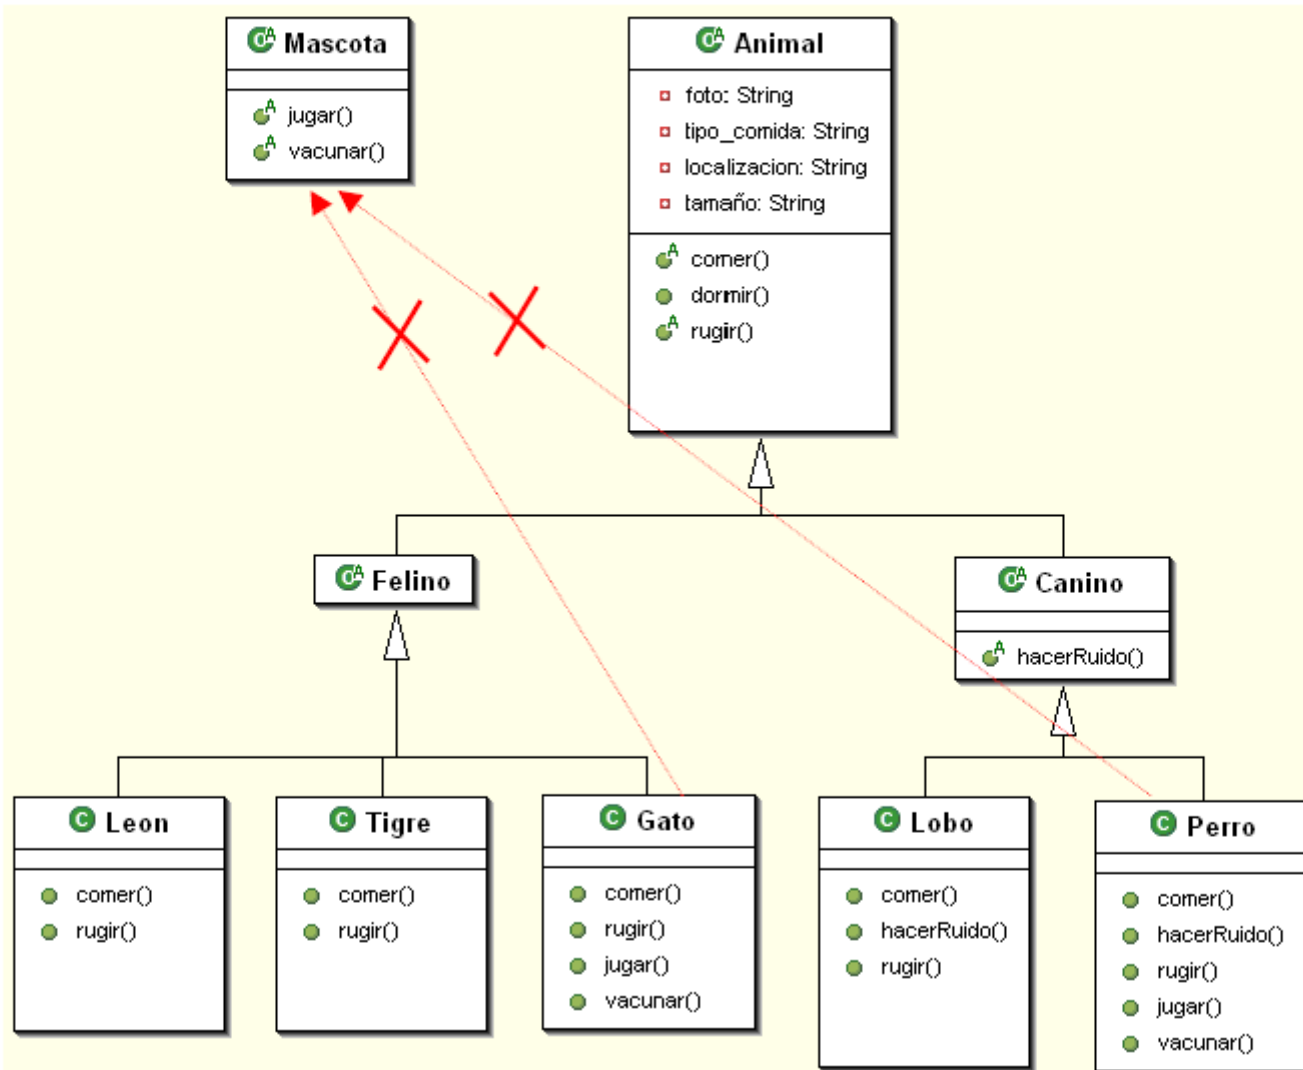 Mascota
jugar()
vacunar()
Animal
foto: String
tipo_comida: String
localizacion: String
tamaño: String
comer()
dormir()
rugir()
Felino
Canino
hacerRuido()
Leon
comer()
rugir()
Tigre
comer()
rugir()
Gato
comer()
rugir()
jugar()
vacunar()
Lobo
comer()
hacerRuido()
rugir()
Perro
comer()
hacerRuido()
rugir()
jugar()
vacunar()